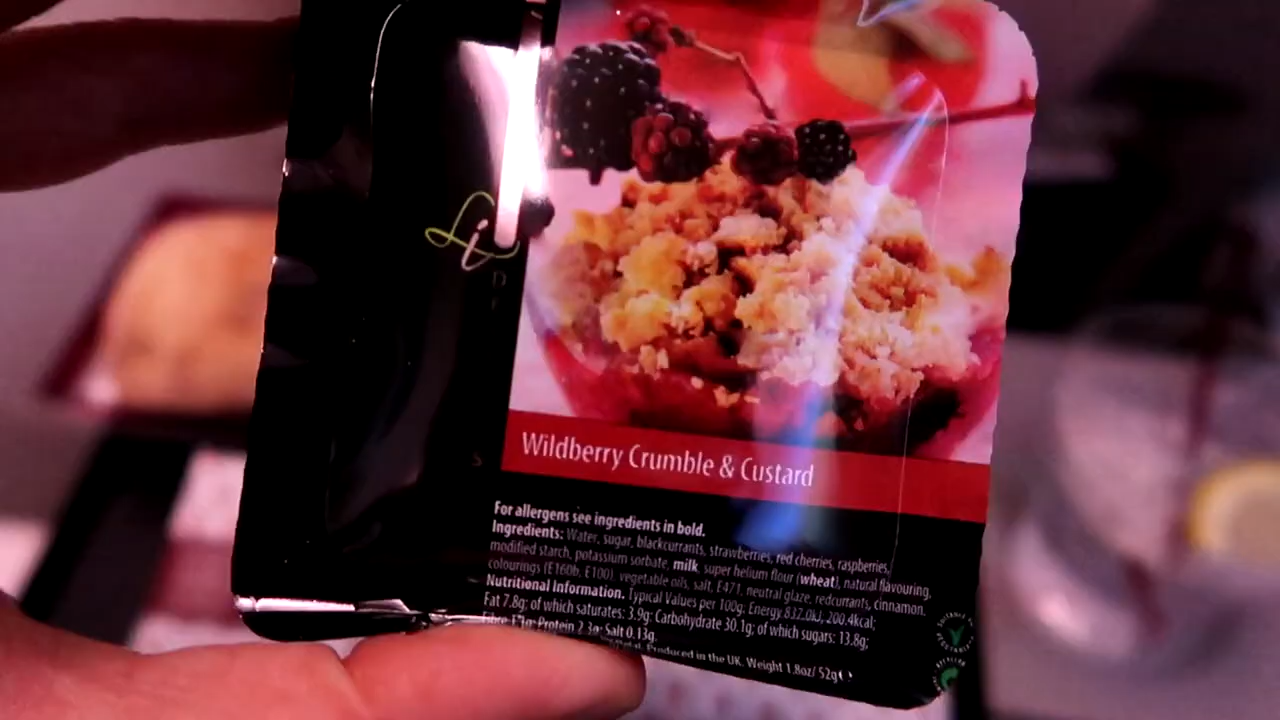 Li
Wildberry Crumble & Custard
For allergens see ingredients in bold.
Ingredients: Water, sugar, blackcurrants, strawberries, red cherries, raspberries,
modified starch, potassium sorbate, milk, super helium flour (wheat), natural flavouring,
colourings (E160b, E100), vegetable oils, salt, E471, neutral glaze, redcurrants, cinnamon.
Nutritional Information. Typical Values per 100g: Energy 837.0kJ, 200.4kcal;
Fat 7.8g; of which saturates: 3.9g; Carbohydrate 30.1g; of which sugars: 13.8g;
Fibre Protein 2.3g; Salt 0.13g.
Produced in the UK. Weight 1.8oz/ 52g